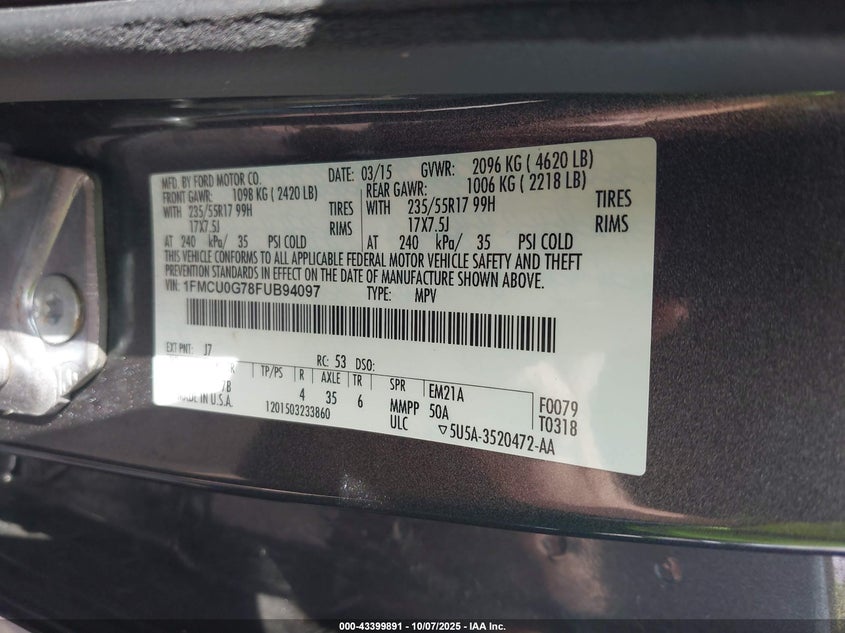 MFD. BY FORD MOTOR CO. DATE: 03/15 GVWR: 2096 KG ( 4620 LB)
FRONT GAWR: 1098 KG ( 2420 LB) REAR GAWR: 1006 KG ( 2218 LB)
WITH 235/55R17 99H TIRES WITH 235/55R17 99H TIRES
17X7.5J RIMS 17X7.5J RIMS
AT 240 kPa/ 35 PSI COLD AT 240 kPa/ 35 PSI COLD
THIS VEHICLE CONFORMS TO ALL APPLICABLE FEDERAL MOTOR VEHICLE SAFETY AND THEFT
PREVENTION STANDARDS IN EFFECT ON THE DATE OF MANUFACTURE SHOWN ABOVE.
VIN: 1FMCU0G78FUB94097 TYPE: MPV
EXT PNT: J7 RC: 53 DSO:
R TP/PS R AXLE TR SPR EM21A F0079
7B 4 35 6 MMPP 50A T0318
MADE IN U.S.A. 1201503233860 ULC ▽5U5A-3520472-AA
000-43399891 - 10/07/2025 - IAA Inc.